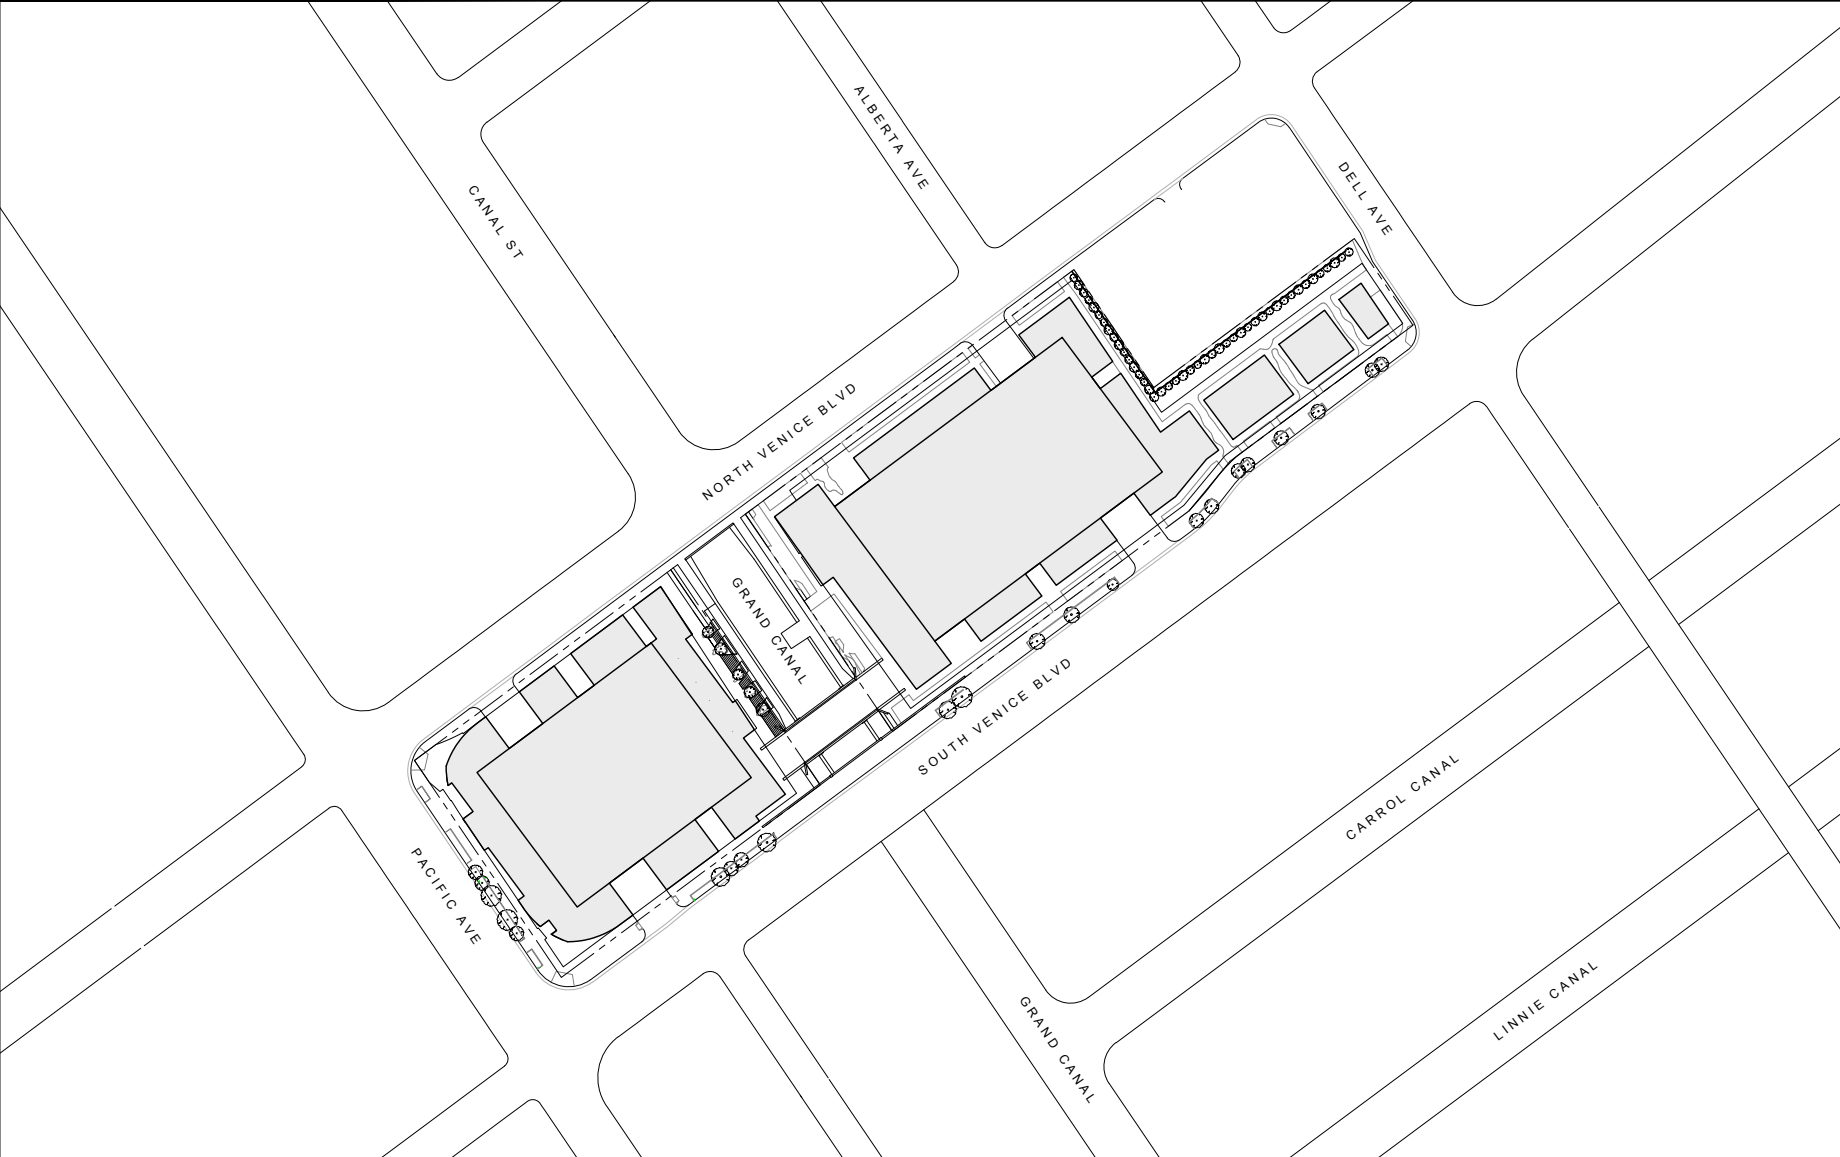 ALBERTA AVE
DELL AVE
CANAL ST
NORTH VENICE BLVD
GRAND CANAL
SOUTH VENICE BLVD
CARROL CANAL
PACIFIC AVE
LINNIE CANAL
GRAND CANAL